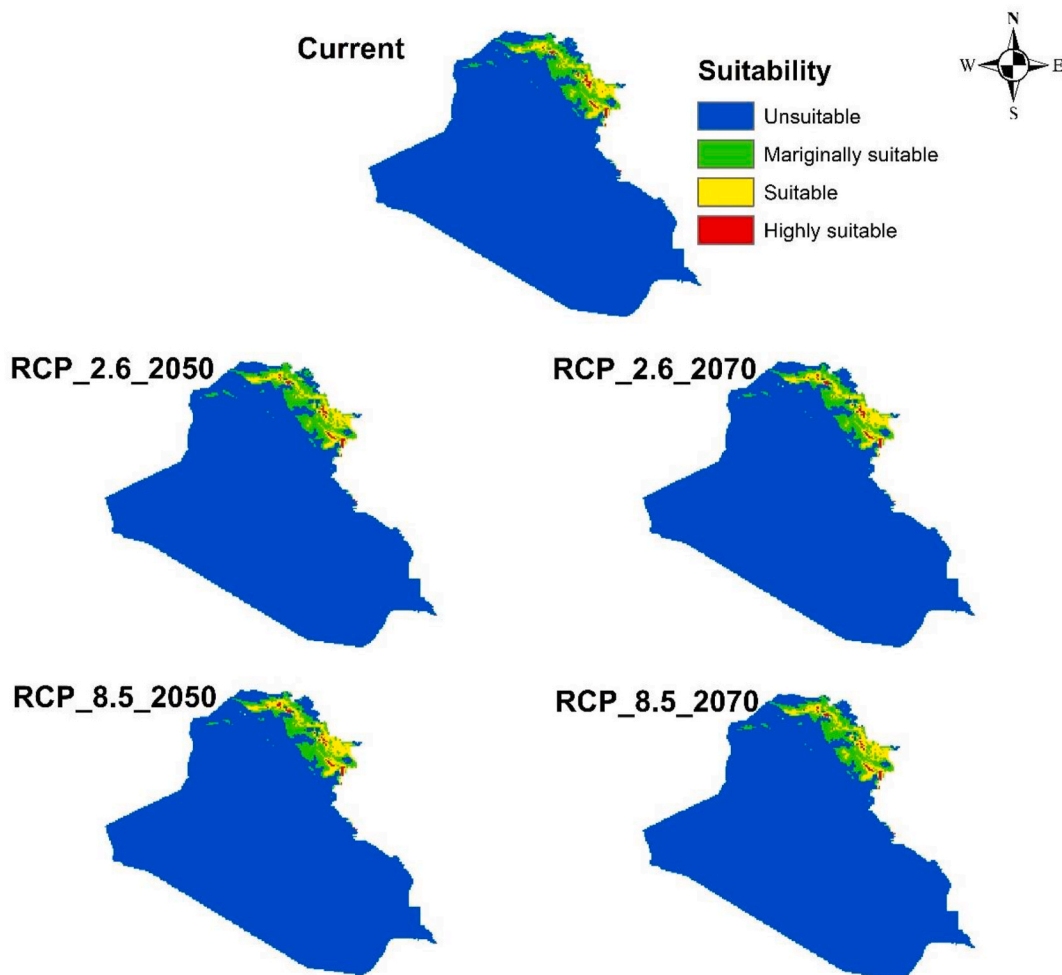 Current
N
W
E
S
Suitability
Unsuitable
Mariginally suitable
Suitable
Highly suitable
RCP_2.6_2050
RCP_2.6_2070
RCP_8.5_2050
RCP_8.5_2070